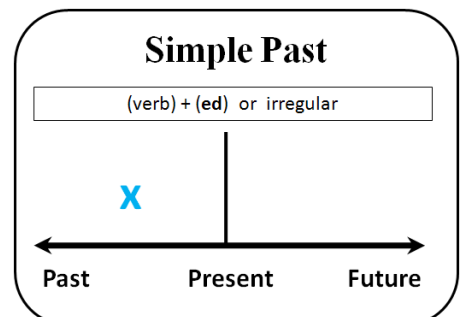 Simple Past
(verb) + (ed) or irregular
X
Past Present Future